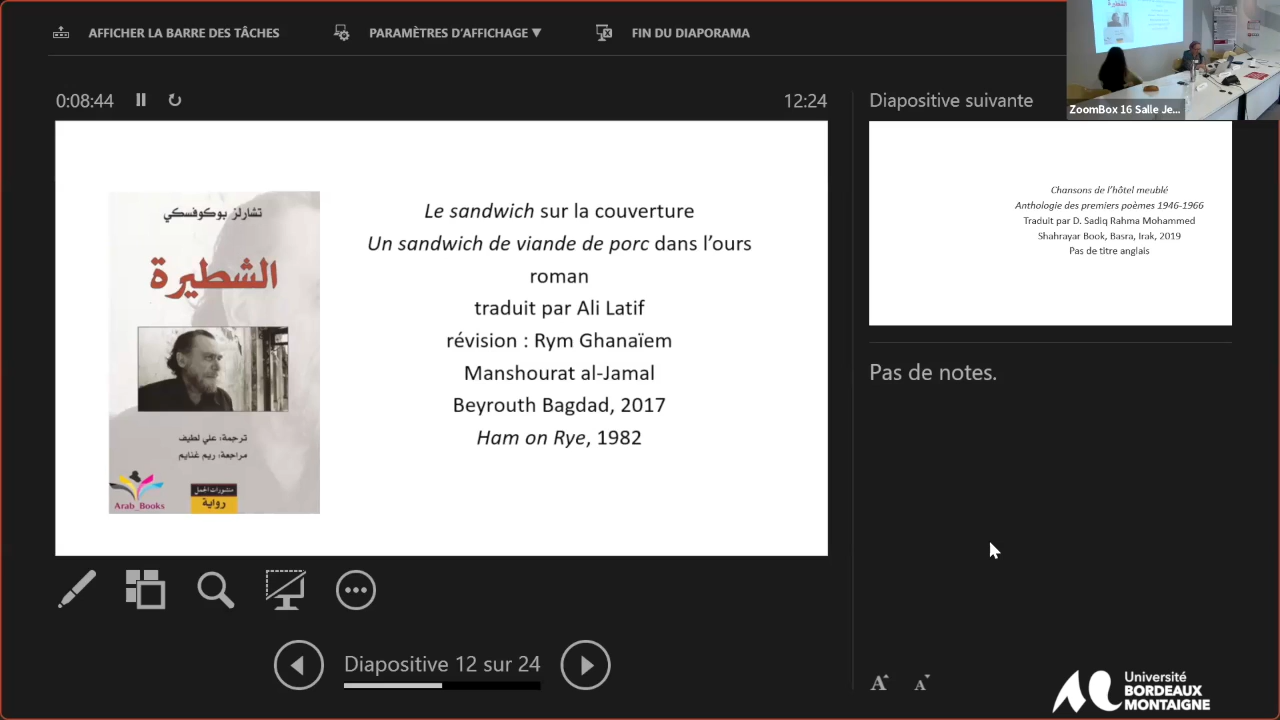 AFFICHER LA BARRE DES TÂCHES
PARAMÈTRES D'AFFICHAGE ▼
FIN DU DIAPORAMA
ZoomBox 16 Salle Je...
0:08:44
12:24
Diapositive suivante
تشارلز بوكوفسكي
الشطيرة
ترجمة: علي لطيف
مراجعة: ريم غنايم
Arab_Books
منشورات الجمل
رواية
Le sandwich sur la couverture
Un sandwich de viande de porc dans l'ours
roman
traduit par Ali Latif
révision : Rym Ghanaïem
Manshourat al-Jamal
Beyrouth Bagdad, 2017
Ham on Rye, 1982
Chansons de l'hôtel meublé
Anthologie des premiers poèmes 1946-1966
Traduit par D. Sadiq Rahma Mohammed
Shahrayar Book, Basra, Irak, 2019
Pas de titre anglais
Pas de notes.
Diapositive 12 sur 24
A A
Université
BORDEAUX
MONTAIGNE